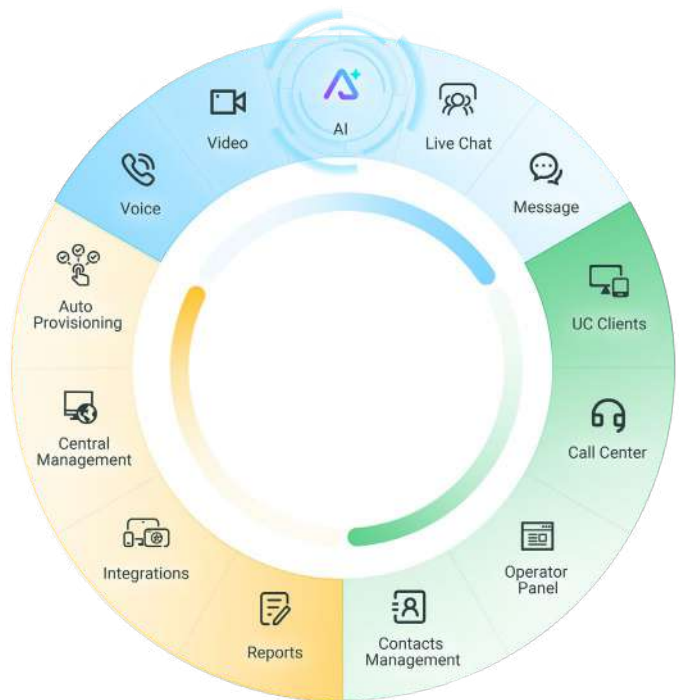 AI
Video
Live Chat
Voice
Message
Auto
Provisioning
UC Clients
Central
Management
Call Center
Integrations
Operator
Panel
Reports
Contacts
Management